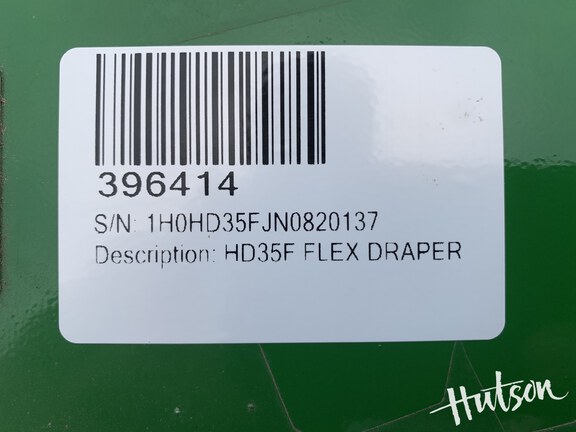 396414
S/N: 1H0HD35FJN0820137
Description: HD35F FLEX DRAPER
Hutson